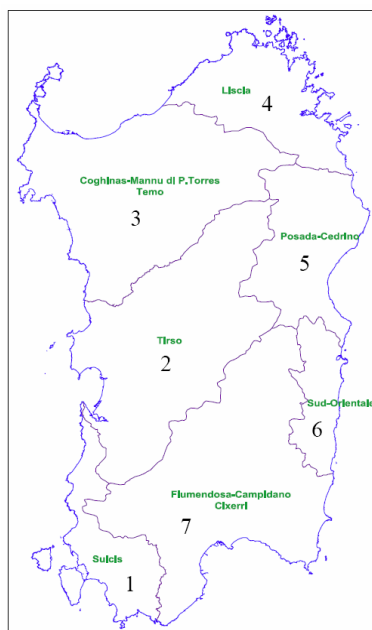 Liscia
4
Coghinas-Mannu di P.Torres
Temo
3
Posada-Cedrino
5
Tirso
2
Sud-Orientale
6
Flumendosa-Campidano
Cixerri
7
Sulcis
1